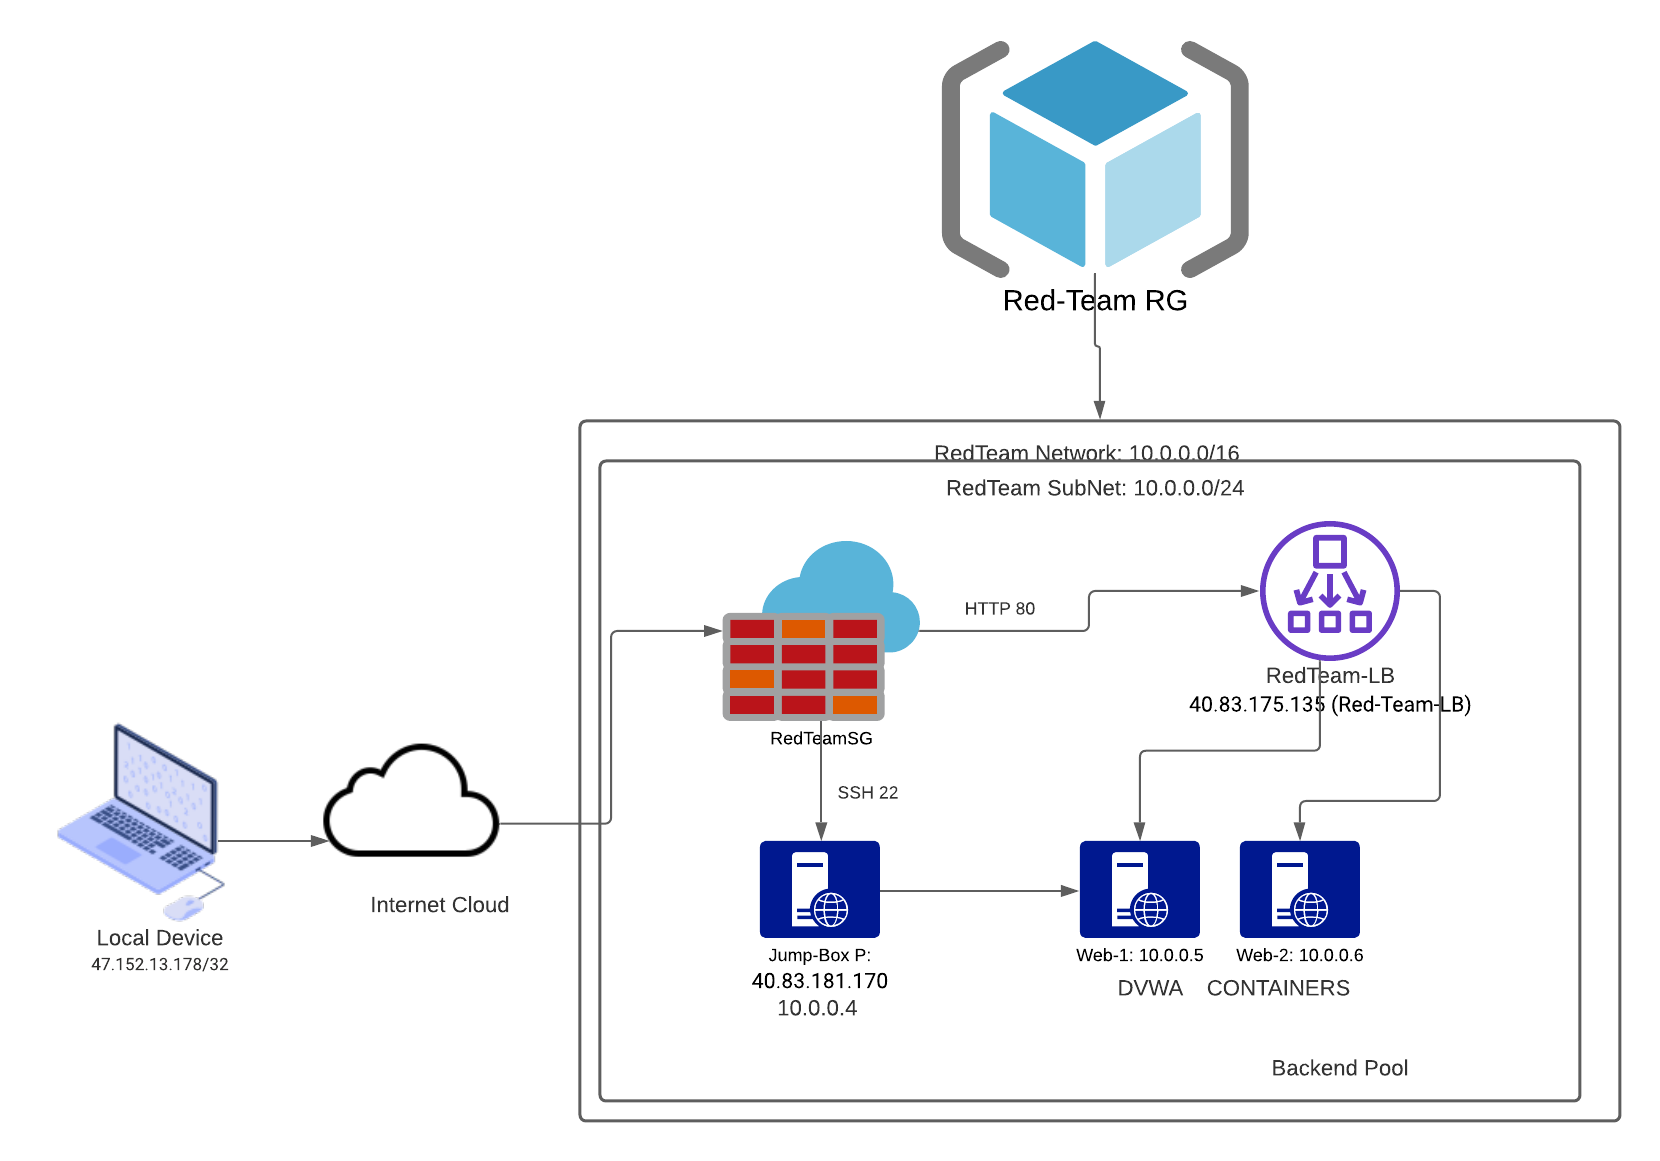 Red-Team RG
RedTeam Network: 10.0.0.0/16
RedTeam SubNet: 10.0.0.0/24
HTTP 80
RedTeam-LB
40.83.175.135 (Red-Team-LB)
RedTeamSG
SSH 22
Internet Cloud
Local Device
47.152.13.178/32
Jump-Box P:
40.83.181.170
10.0.0.4
Web-1: 10.0.0.5
Web-2: 10.0.0.6
DVWA CONTAINERS
Backend Pool